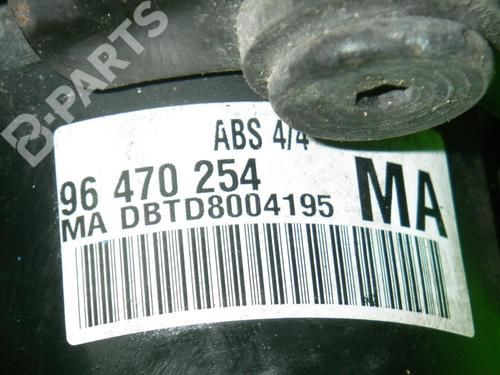 B-PARTS
ABS 4/4
96 470 254
MA DBTD8004195
MA